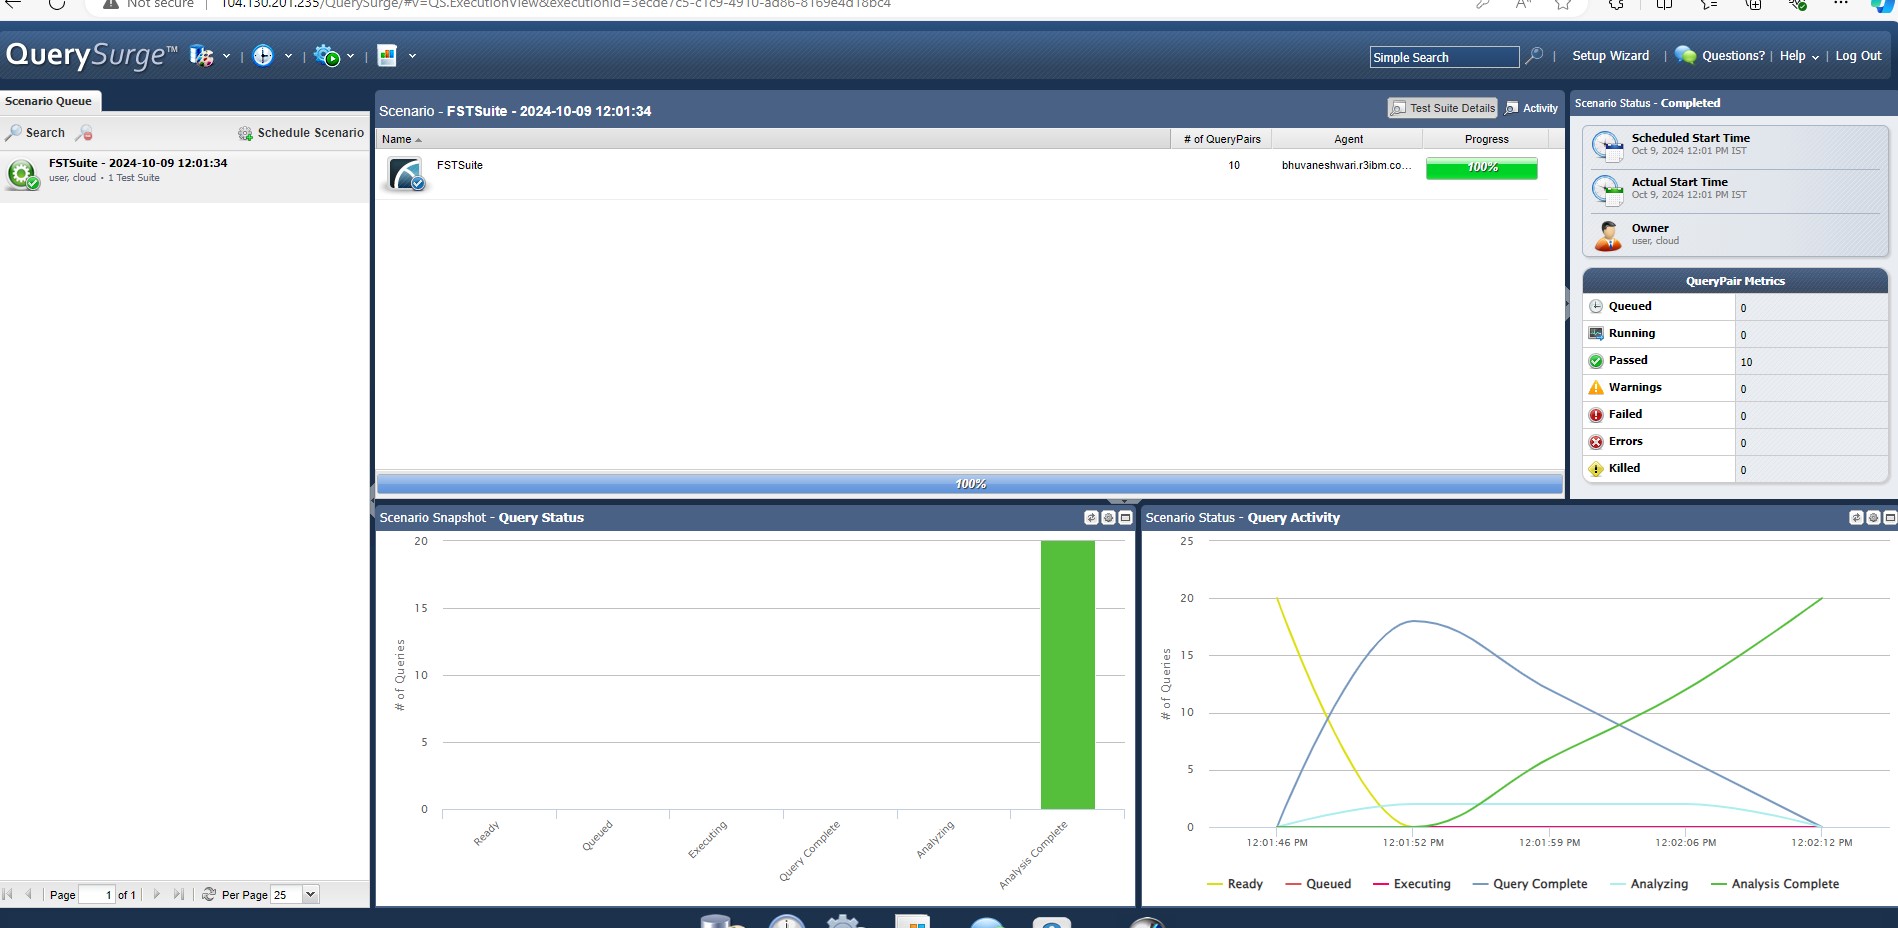 Not secure
104.130.201.235/QuerySurge/#v=QS.ExecutionView&executionId=3ecde7c5-c1c9-4910-ad86-8169e4d18bc4
QuerySurge™
Simple Search
Setup Wizard
Questions?
Help
Log Out
Scenario Queue
Search
Schedule Scenario
FSTSuite - 2024-10-09 12:01:34
user, cloud • 1 Test Suite
Page 1 of 1
Per Page 25
Scenario - FSTSuite - 2024-10-09 12:01:34
Test Suite Details
Activity
Name
# of QueryPairs
Agent
Progress
FSTSuite
10
bhuvaneshwari.r3ibm.co...
100%
100%
Scenario Status - Completed
Scheduled Start Time
Oct 9, 2024 12:01 PM IST
Actual Start Time
Oct 9, 2024 12:01 PM IST
Owner
user, cloud
QueryPair Metrics
Queued 0
Running 0
Passed 10
Warnings 0
Failed 0
Errors 0
Killed 0
Scenario Snapshot - Query Status
# of Queries
20
15
10
5
0
Ready
Queued
Executing
Query Complete
Analyzing
Analysis Complete
Scenario Status - Query Activity
# of Queries
25
20
15
10
5
0
12:01:46 PM
12:01:52 PM
12:01:59 PM
12:02:06 PM
12:02:12 PM
Ready
Queued
Executing
Query Complete
Analyzing
Analysis Complete